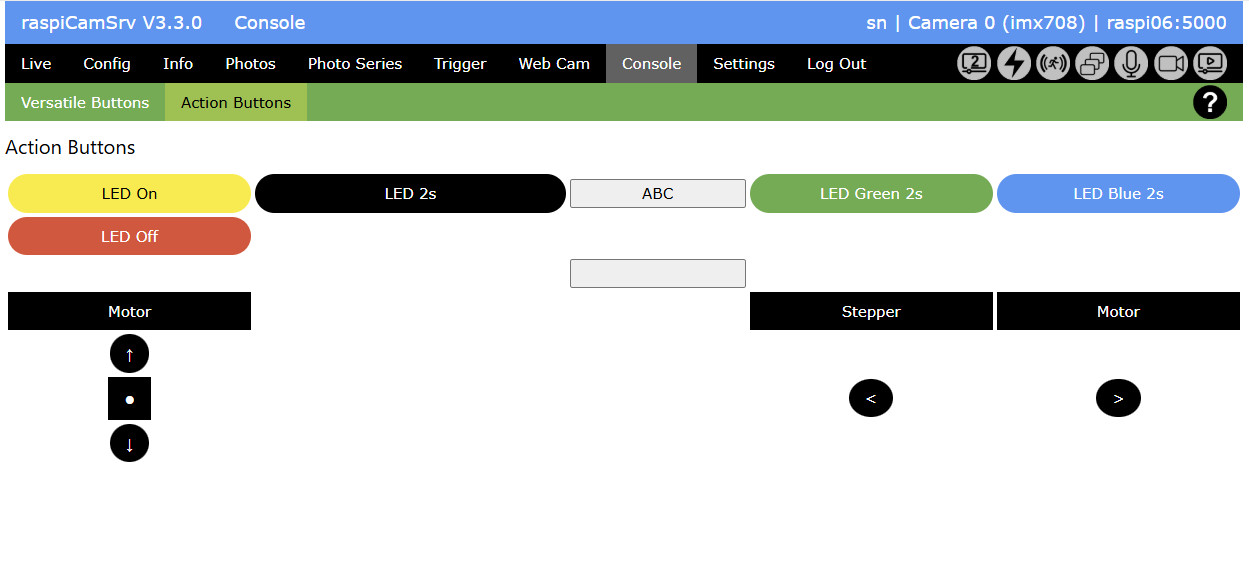 raspiCamSrv V3.3.0 Console sn | Camera 0 (imx708) | raspi06:5000
Live Config Info Photos Photo Series Trigger Web Cam Console Settings Log Out 2
Versatile Buttons Action Buttons ?
Action Buttons
LED On LED 2s ABC LED Green 2s LED Blue 2s
LED Off
Motor Stepper Motor
↑
● < >
↓